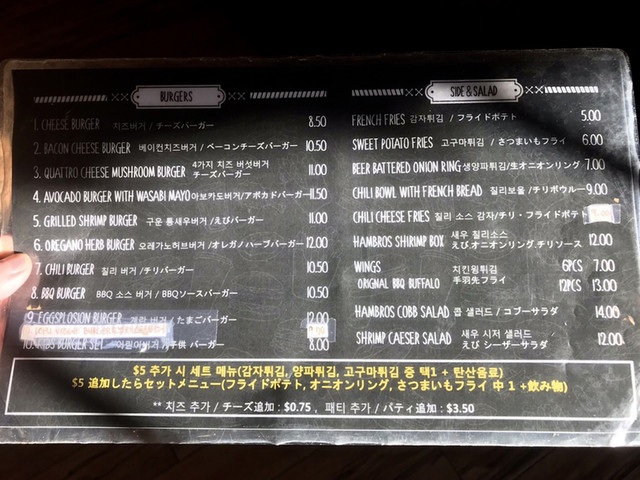 BURGERS
1. CHEESE BURGER 치즈버거 / チーズバーガー 8.50
2. BACON CHEESE BURGER 베이컨치즈버거 / ベーコンチーズバーガー 10.50
3. QUATTRO CHEESE MUSHROOM BURGER 4가지 치즈 버섯버거 チーズバーガー 11.00
4. AVOCADO BURGER WITH WASABI MAYO 아보카도버거/アボカドバーガー 11.50
5. GRILLED SHRIMP BURGER 구운 통새우버거 /えびバーガー 11.00
6. OREGANO HERB BURGER 오레가노허브버거 /オレガノハーブバーガー 12.00
7. CHILI BURGER 칠리 버거 /チリバーガー 10.50
8. BBQ BURGER BBQ 소스 버거 / BBQソースバーガー 10.50
9. EGGSPLOSION BURGER 계란 버거 / たまごバーガー 12.00
10. KIDS BURGER SET 어린이버거 / 子供 バーガー 8.00
SIDE & SALAD
FRENCH FRIES 감자튀김 / フライドポテト 5.00
SWEET POTATO FRIES 고구마튀김 / さつまいもフライ 6.00
BEER BATTERED ONION RING 생양파튀김/生オニオンリング 7.00
CHILI BOWL WITH FRENCH BREAD 칠리보울 /チリボウル 9.00
CHILI CHEESE FRIES 칠리 소스 감자/チリ・フライドポテト
HAMBROS SHIRIMP BOX 새우 칠리소스 えびオニオンリング.チリソース 12.00
WINGS 치킨윙튀김 6PCS 7.00
ORIGNAL BBQ BUFFALO 手羽先フライ 12PCS 13.00
HAMBROS COBB SALAD 콥 샐러드 / コブーサラダ 14.00
SHRIMP CAESER SALAD 새우 시저 샐러드 えび シーザーサラダ 12.00
$5 추가 시 세트 메뉴(감자튀김, 양파튀김, 고구마튀김 중 택1 + 탄산음료)
$5 追加したらセットメニュー(フライドポテト, オニオンリング, さつまいもフライ 中 1 +飲み物)
** 치즈 추가 / チーズ追加 : $0.75 , 패티 추가 / パティ追加 : $3.50